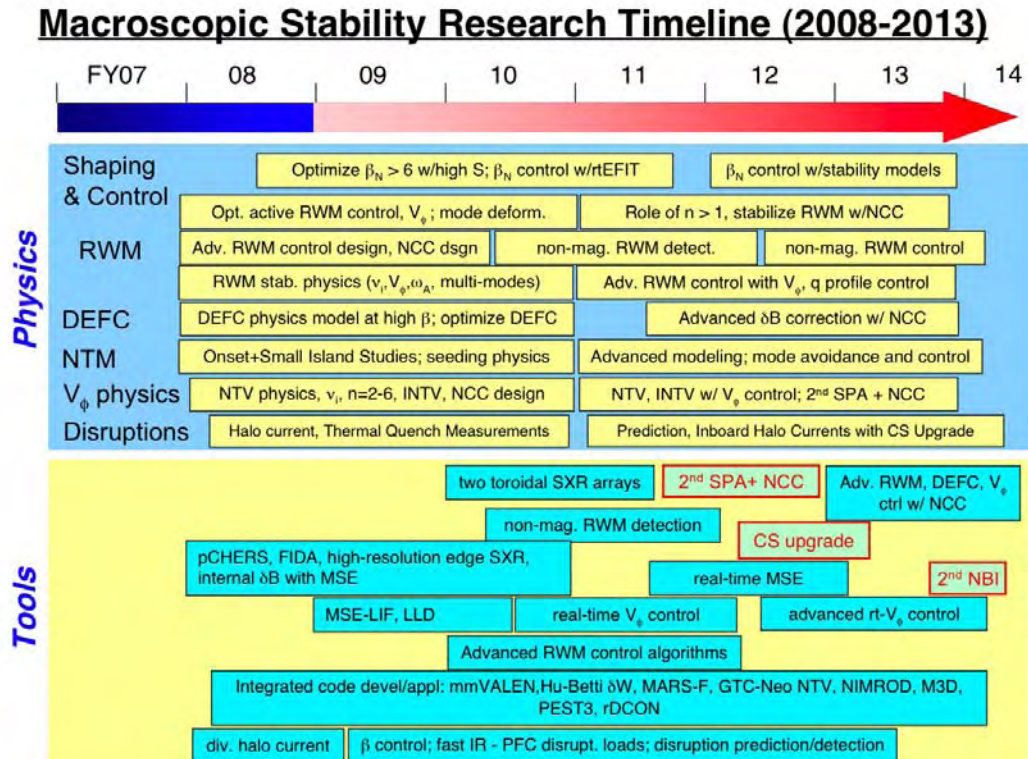 Macroscopic Stability Research Timeline (2008-2013)
FY07 08 09 10 11 12 13 14
Physics
Shaping
& Control
Optimize βN > 6 w/high S; βN control w/rtEFIT
βN control w/stability models
Opt. active RWM control, Vϕ ; mode deform.
Role of n > 1, stabilize RWM w/NCC
RWM
Adv. RWM control design, NCC dsgn
non-mag. RWM detect.
non-mag. RWM control
RWM stab. physics (νi,Vϕ,ωA, multi-modes)
Adv. RWM control with Vϕ, q profile control
DEFC
DEFC physics model at high β; optimize DEFC
Advanced δB correction w/ NCC
NTM
Onset+Small Island Studies; seeding physics
Advanced modeling; mode avoidance and control
Vϕ physics
NTV physics, νi, n=2-6, INTV, NCC design
NTV, INTV w/ Vϕ control; 2nd SPA + NCC
Disruptions
Halo current, Thermal Quench Measurements
Prediction, Inboard Halo Currents with CS Upgrade
Tools
two toroidal SXR arrays
2nd SPA+ NCC
Adv. RWM, DEFC, Vϕ
ctrl w/ NCC
non-mag. RWM detection
CS upgrade
pCHERS, FIDA, high-resolution edge SXR,
internal δB with MSE
real-time MSE
2nd NBI
MSE-LIF, LLD
real-time Vϕ control
advanced rt-Vϕ control
Advanced RWM control algorithms
Integrated code devel/appl: mmVALEN,Hu-Betti δW, MARS-F, GTC-Neo NTV, NIMROD, M3D,
PEST3, rDCON
div. halo current
β control; fast IR - PFC disrupt. loads; disruption prediction/detection